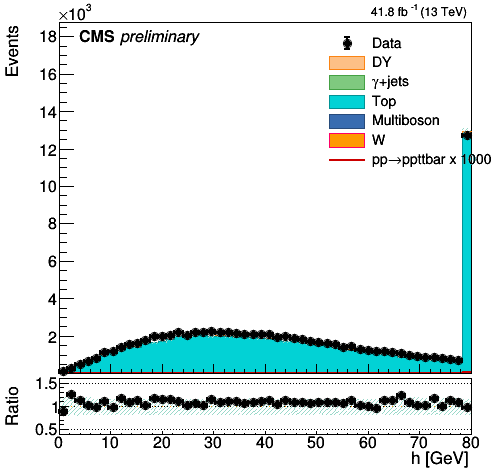 ×10³
41.8 fb⁻¹ (13 TeV)
CMS preliminary
Events
18
16
14
12
10
8
6
4
2
Data
DY
γ+jets
Top
Multiboson
W
pp→ppttbar x 1000
Ratio
1.5
1
0.5
0 10 20 30 40 50 60 70 80
h [GeV]